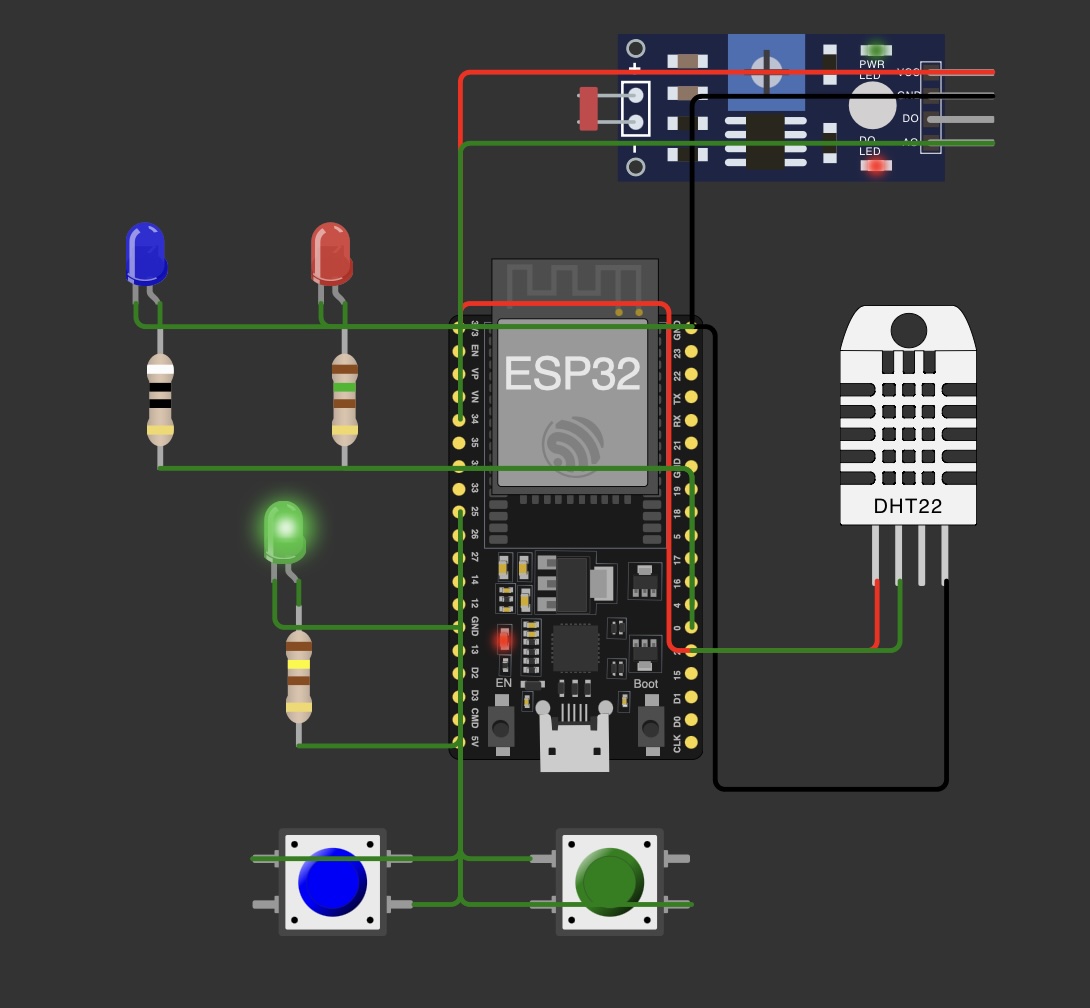 +
PWR
LED
VCC
GND
DO
AO
DO
LED
3V3
EN
VP
VN
34
35
33
25
26
27
14
12
GND
13
D2
D3
CMD
5V
ESP32
GND
23
22
TX
RX
21
GND
19
18
5
17
16
4
0
2
15
D1
D0
CLK
EN
Boot
DHT22